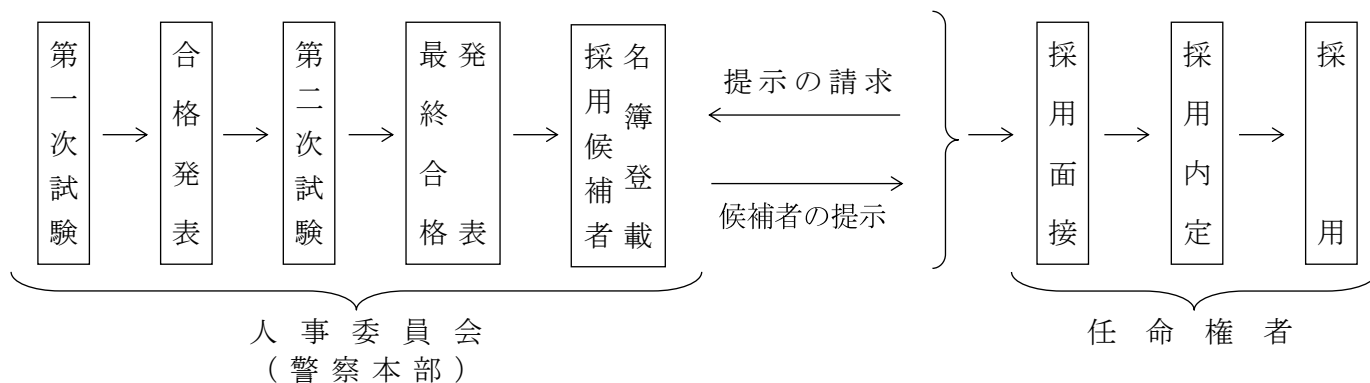 第一次試験
合格発表
第二次試験
最終合格
発表
採用候補者
名簿登載
提示の請求
候補者の提示
採用面接
採用内定
採用
人事委員会
(警察本部)
任命権者